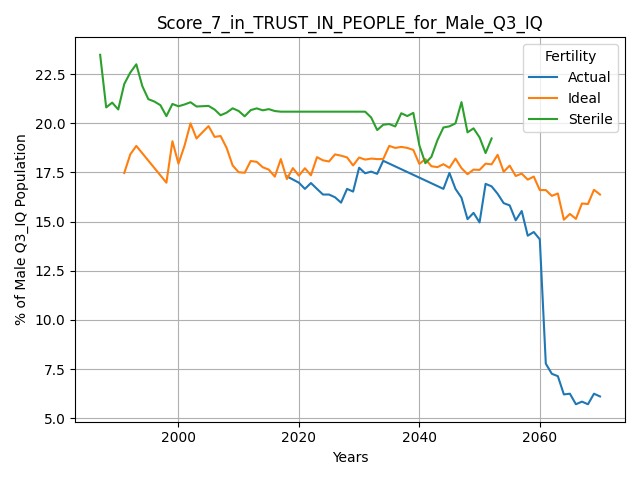 Score_7_in_TRUST_IN_PEOPLE_for_Male_Q3_IQ
Fertility
Actual
Ideal
Sterile
% of Male Q3_IQ Population
22.5
20.0
17.5
15.0
12.5
10.0
7.5
5.0
2000
2020
2040
2060
Years